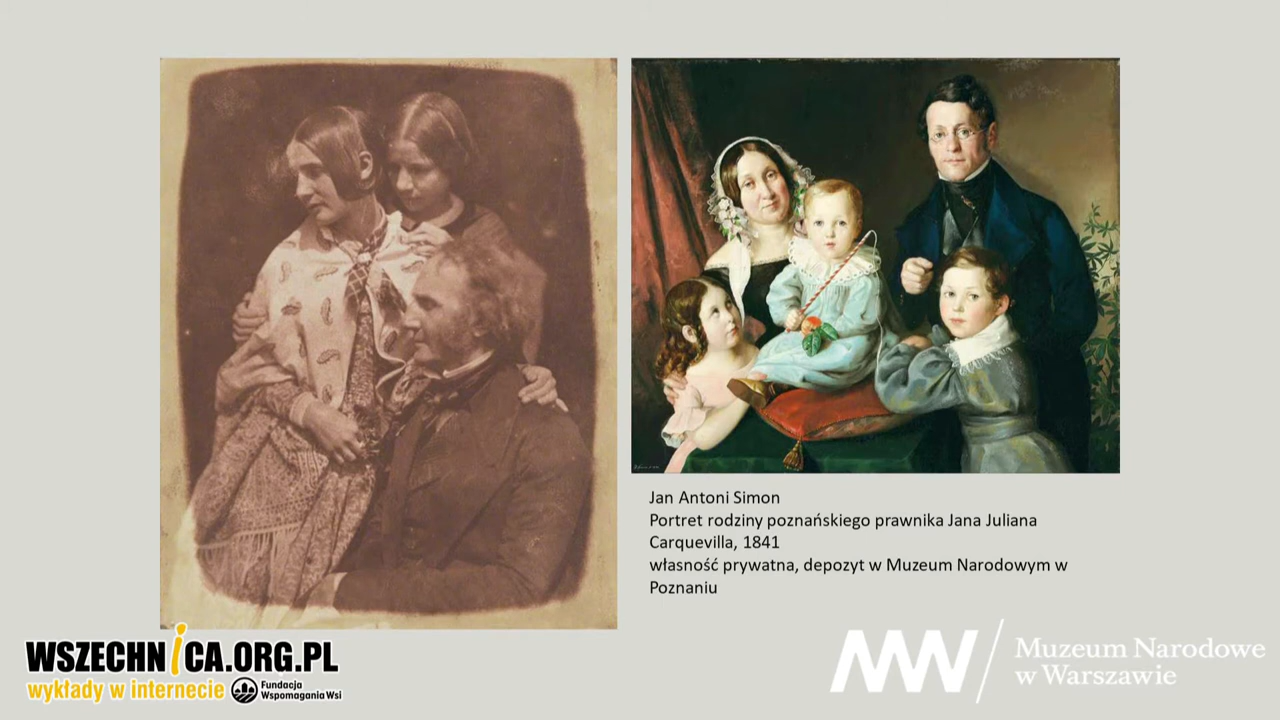 Jan Antoni Simon
Portret rodziny poznańskiego prawnika Jana Juliana
Carquevilla, 1841
własność prywatna, depozyt w Muzeum Narodowym w
Poznaniu
WSZECHNiCA.ORG.PL
wykłady w internecie
Fundacja
Wspomagania Wsi
MNW
Muzeum Narodowe
w Warszawie